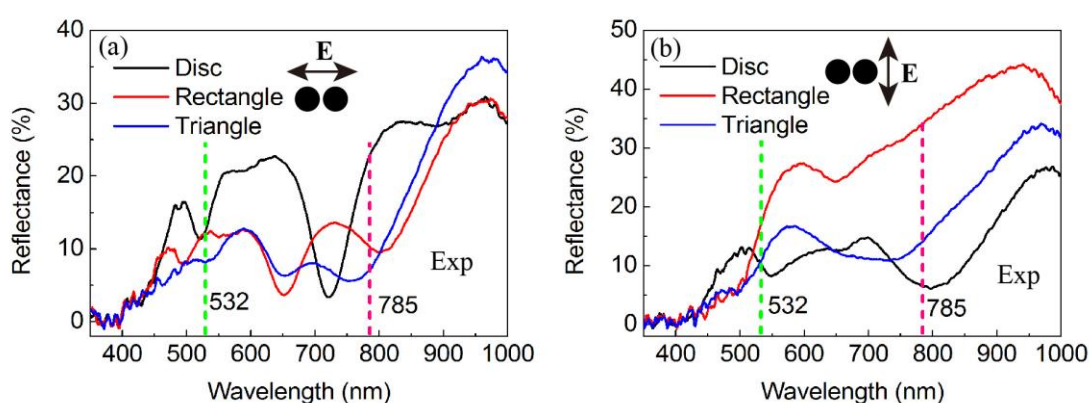 (a)
E
Disc
Rectangle
Triangle
Exp
532
785
40
30
20
10
0
400 500 600 700 800 900 1000
Reflectance (%)
Wavelength (nm)
(b)
E
Disc
Rectangle
Triangle
Exp
532
785
50
40
30
20
10
0
400 500 600 700 800 900 1000
Reflectance (%)
Wavelength (nm)